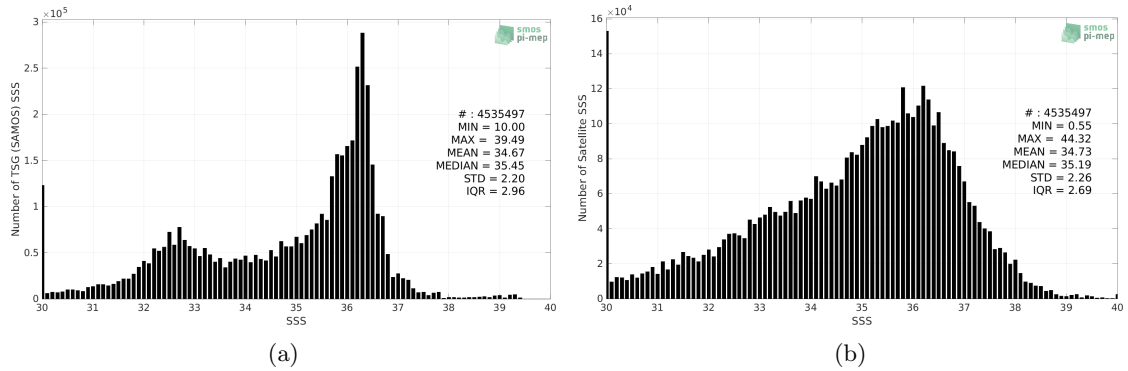 ×10⁵
3
2.5
2
1.5
1
0.5
0
Number of TSG (SAMOS) SSS
smos
pi-mep
# : 4535497
MIN = 10.00
MAX = 39.49
MEAN = 34.67
MEDIAN = 35.45
STD = 2.20
IQR = 2.96
30 31 32 33 34 35 36 37 38 39 40
SSS
(a)
×10⁴
16
14
12
10
8
6
4
2
0
Number of Satellite SSS
smos
pi-mep
# : 4535497
MIN = 0.55
MAX = 44.32
MEAN = 34.73
MEDIAN = 35.19
STD = 2.26
IQR = 2.69
30 31 32 33 34 35 36 37 38 39 40
SSS
(b)